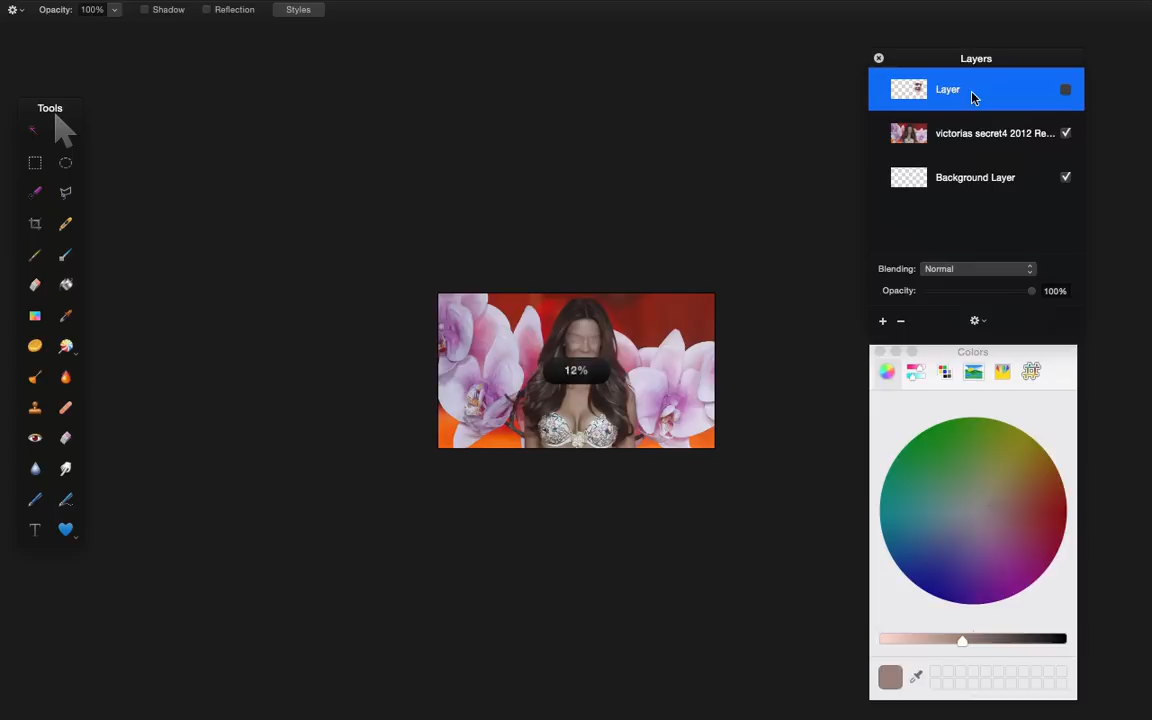 Opacity: 100% Shadow Reflection Styles
Layers
Layer
Tools
victorias secret4 2012 Re...
Background Layer
Blending: Normal
Opacity: 100%
Colors
12%
T